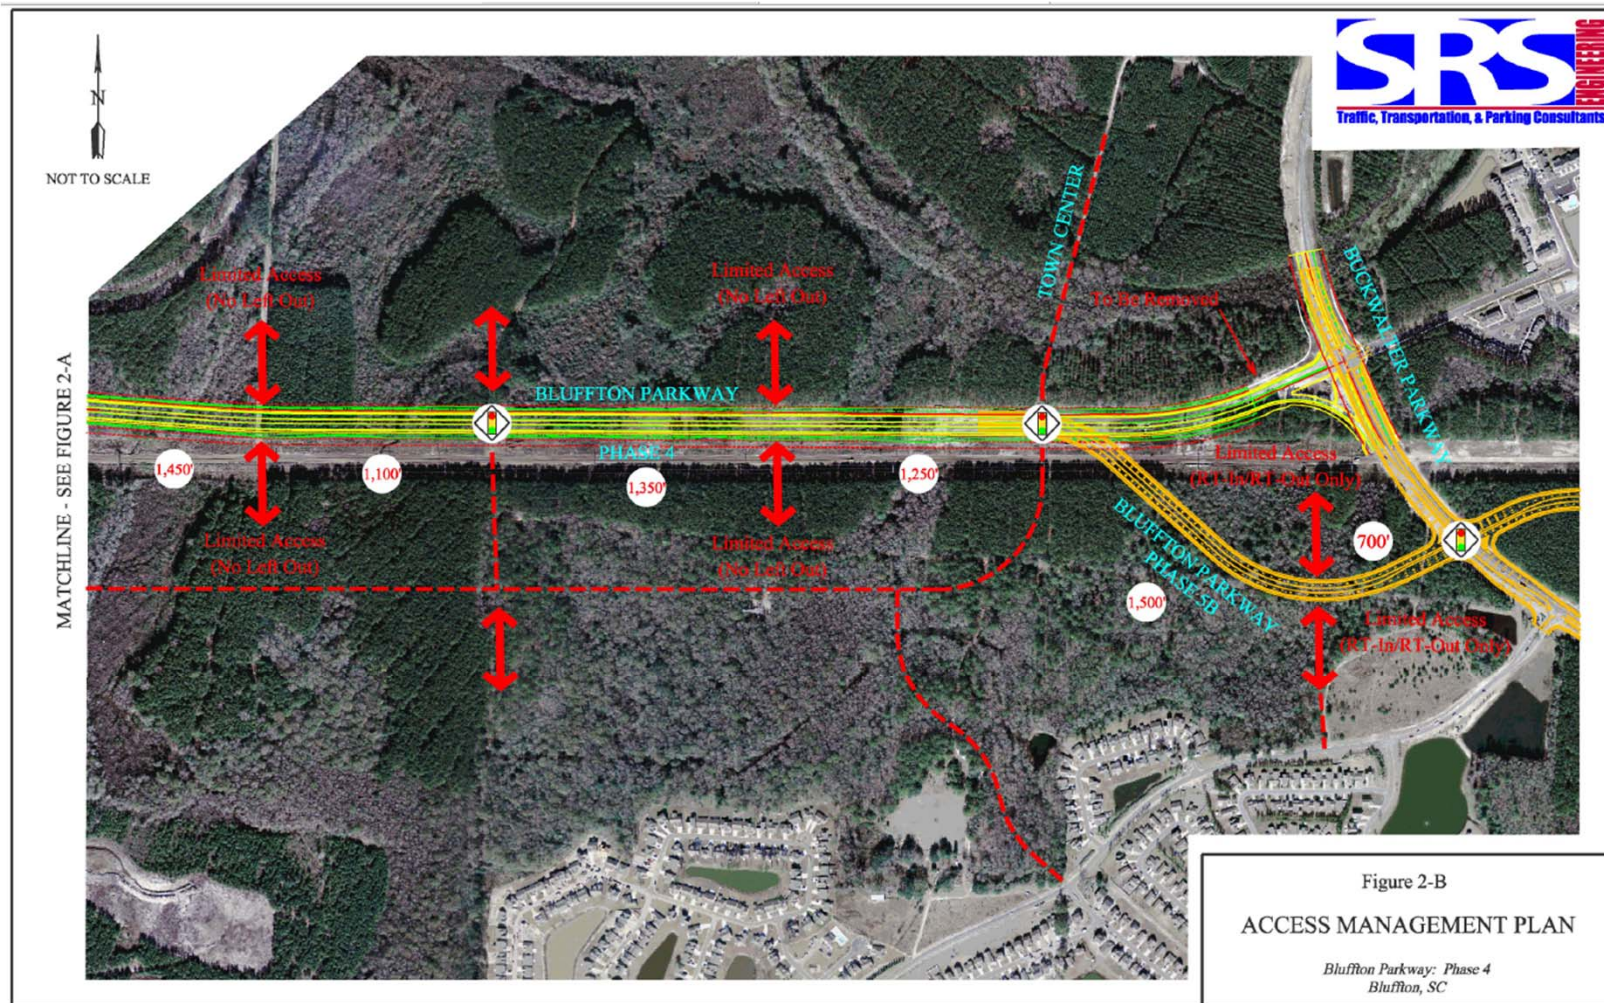 SRS
ENGINEERING
Traffic, Transportation, & Parking Consultants
N
NOT TO SCALE
MATCHLINE - SEE FIGURE 2-A
Limited Access
(No Left Out)
Limited Access
(No Left Out)
TOWN CENTER
To Be Removed
BUCKWALTER PARKWAY
BLUFFTON PARKWAY
PHASE 4
1,450'
1,100'
1,350'
1,250'
Limited Access
(RT-In/RT-Out Only)
Limited Access
(No Left Out)
Limited Access
(No Left Out)
BLUFFTON PARKWAY
PHASE 5B
700'
1,500'
Limited Access
(RT-In/RT-Out Only)
Figure 2-B
ACCESS MANAGEMENT PLAN
Bluffton Parkway: Phase 4
Bluffton, SC